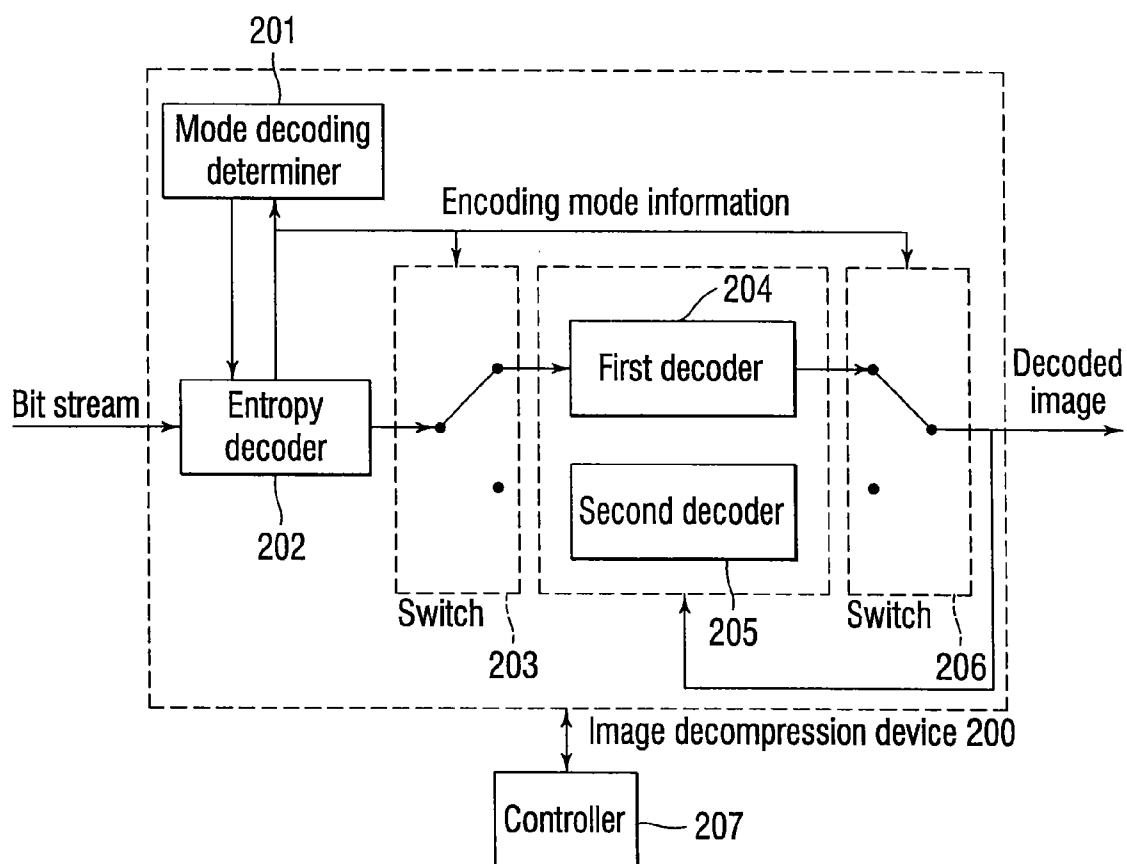 201
Mode decoding
determiner
Encoding mode information
204
First decoder
Decoded
image
Bit stream
Entropy
decoder
202
Second decoder
205
Switch
203
Switch
206
Image decompression device 200
Controller
207